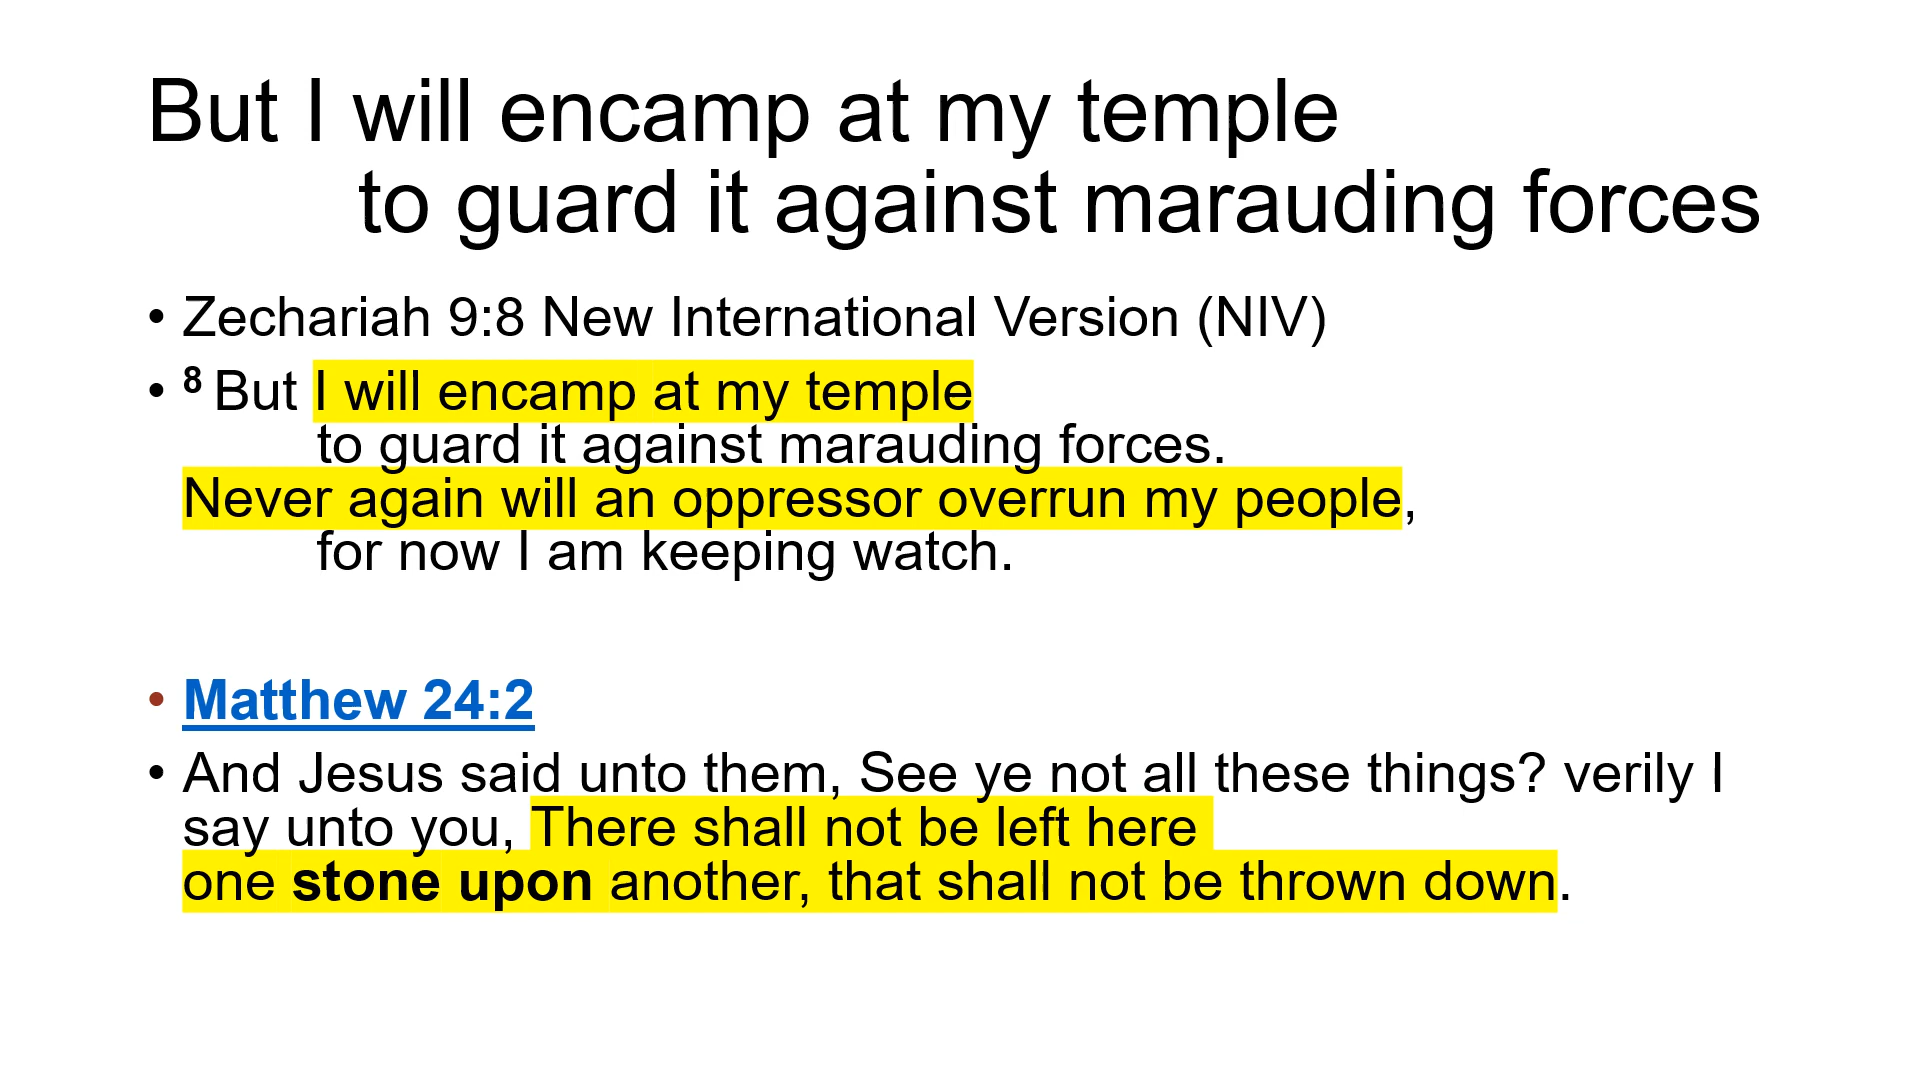 But I will encamp at my temple
to guard it against marauding forces
• Zechariah 9:8 New International Version (NIV)
• 8 But I will encamp at my temple
to guard it against marauding forces.
Never again will an oppressor overrun my people,
for now I am keeping watch.
• Matthew 24:2
• And Jesus said unto them, See ye not all these things? verily I
say unto you, There shall not be left here
one stone upon another, that shall not be thrown down.